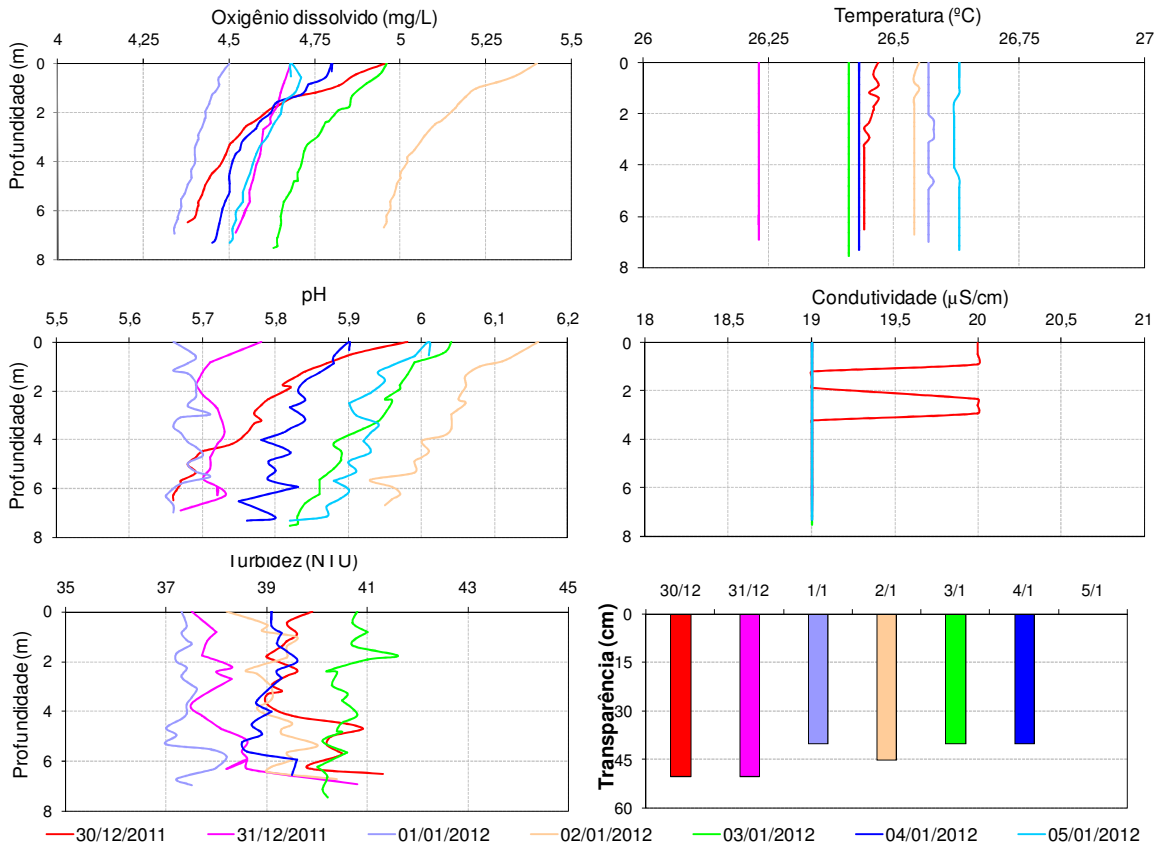 Oxigênio dissolvido (mg/L)
4 4,25 4,5 4,75 5 5,25 5,5
Profundidade (m)
0
2
4
6
8
Temperatura (ºC)
26 26,25 26,5 26,75 27
0
2
4
6
8
pH
5,5 5,6 5,7 5,8 5,9 6 6,1 6,2
Profundidade (m)
0
2
4
6
8
Condutividade (µS/cm)
18 18,5 19 19,5 20 20,5 21
0
2
4
6
8
Turbidez (NTU)
35 37 39 41 43 45
Profundidade (m)
0
2
4
6
8
30/12 31/12 1/1 2/1 3/1 4/1 5/1
Transparência (cm)
0
15
30
45
60
30/12/2011 31/12/2011 01/01/2012 02/01/2012 03/01/2012 04/01/2012 05/01/2012